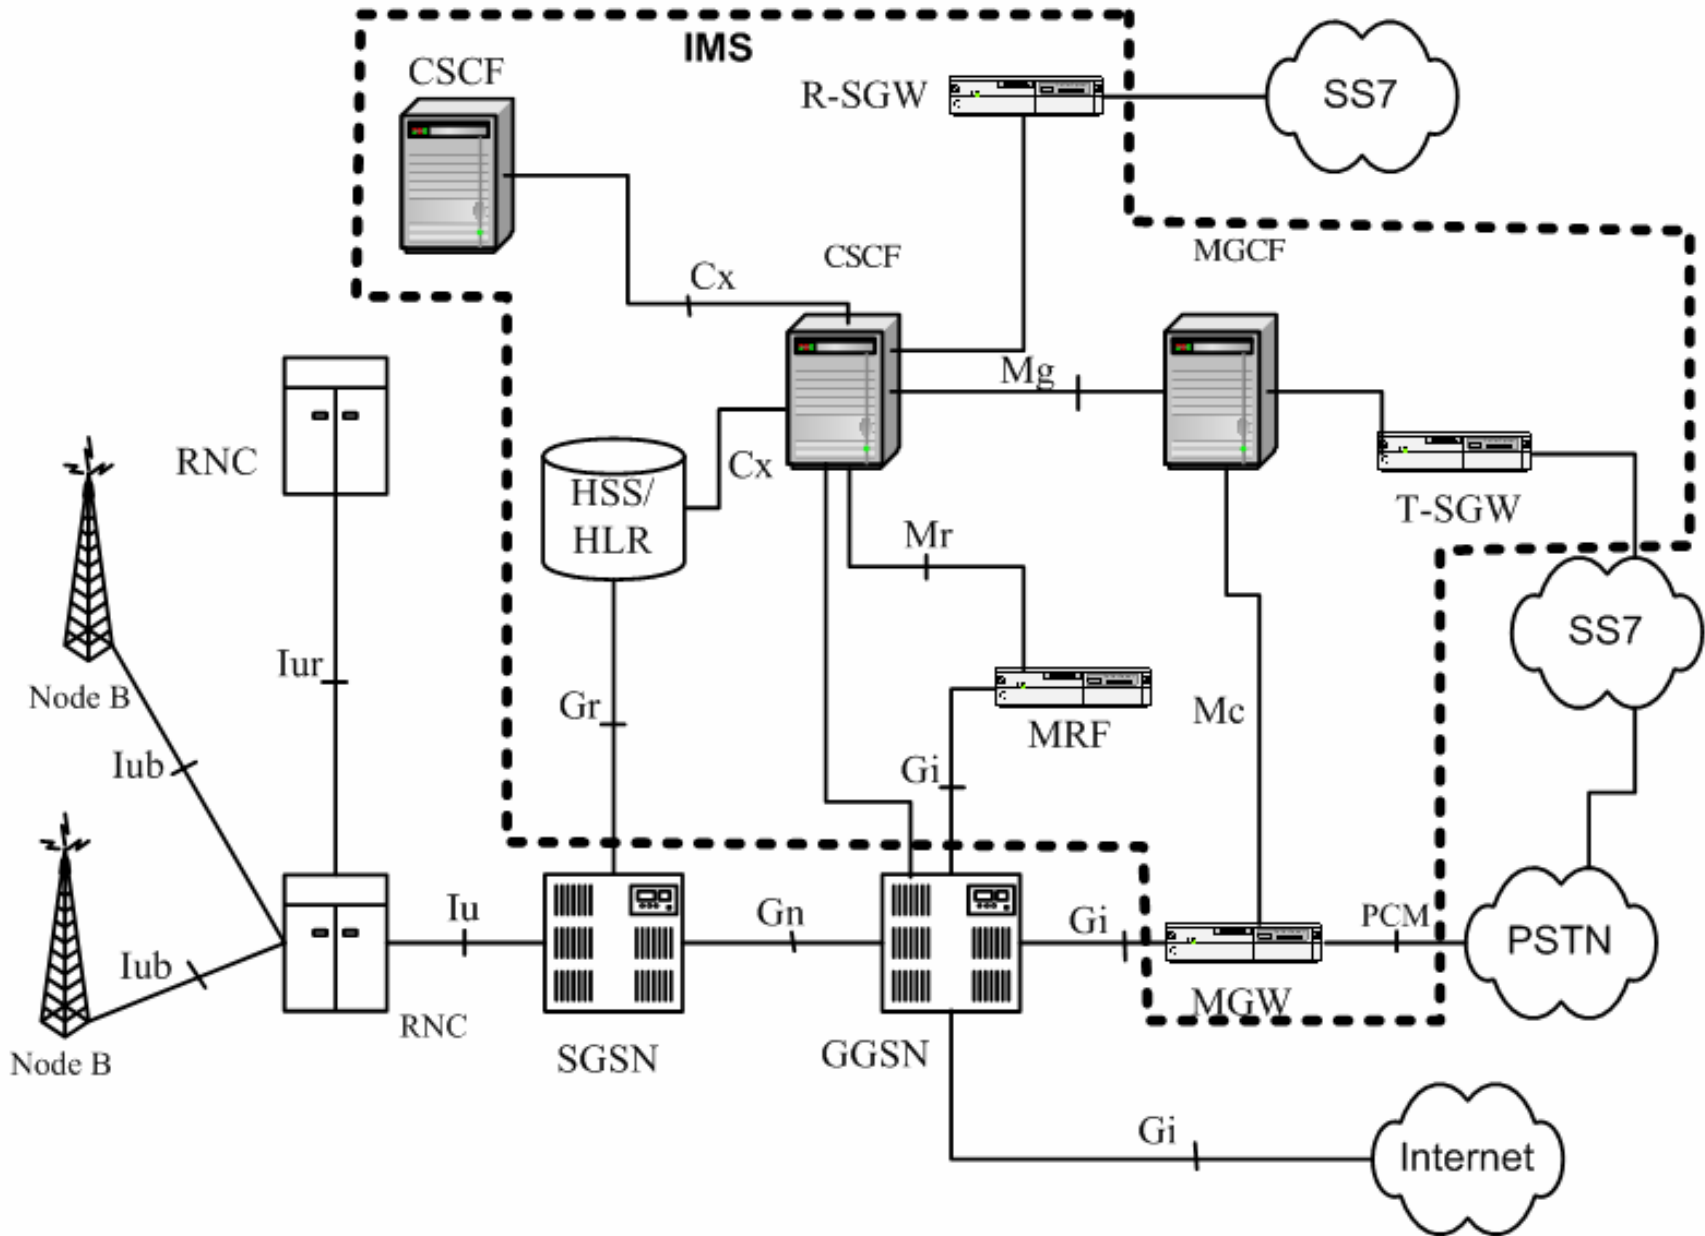 IMS
CSCF
R-SGW
SS7
CSCF
MGCF
Cx
Mg
RNC
Cx
HSS/
HLR
T-SGW
Mr
SS7
Iur
Node B
Gr
Mc
MRF
Iub
Gi
Iu
Gn
Gi
PCM
PSTN
Iub
MGW
RNC
Node B
SGSN
GGSN
Gi
Internet